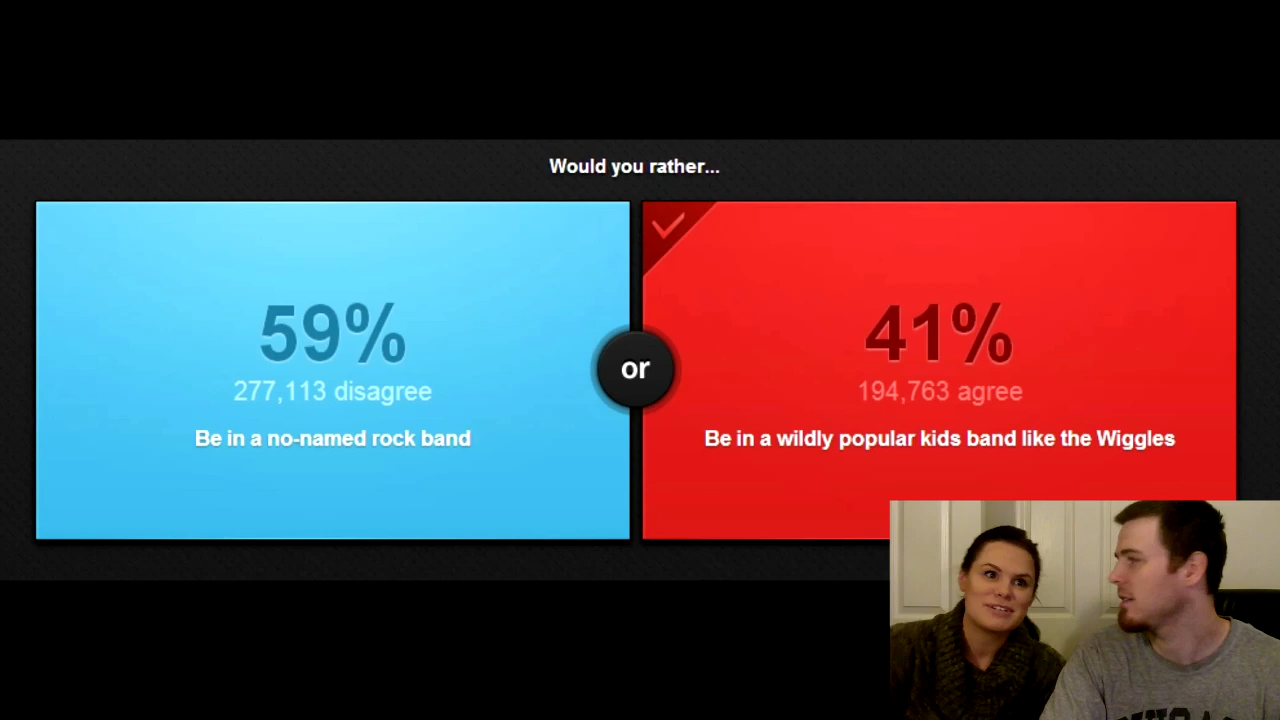 Would you rather...
59%
277,113 disagree
Be in a no-named rock band
or
41%
194,763 agree
Be in a wildly popular kids band like the Wiggles